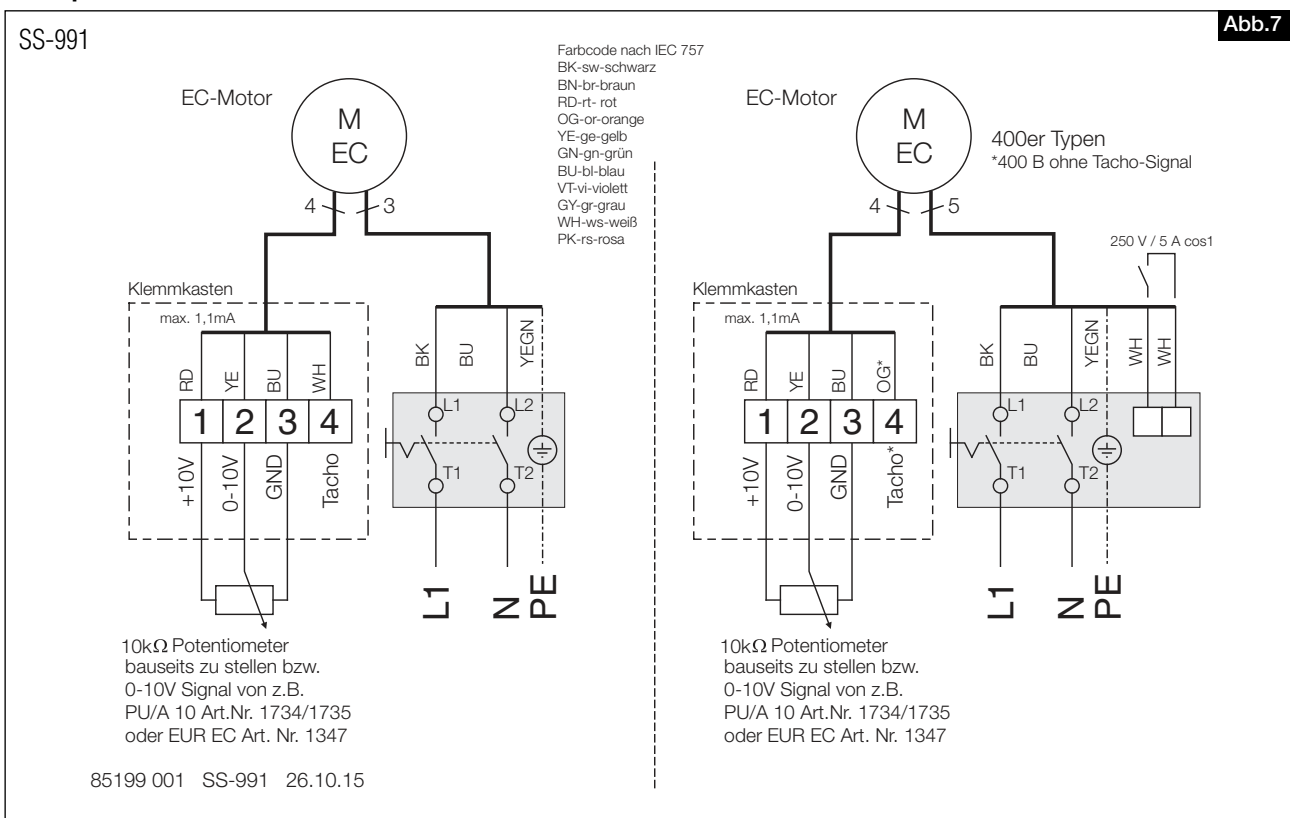 Abb.7
SS-991
Farbcode nach IEC 757
BK-sw-schwarz
BN-br-braun
RD-rt- rot
OG-or-orange
YE-ge-gelb
GN-gn-grün
BU-bl-blau
VT-vi-violett
GY-gr-grau
WH-ws-weiß
PK-rs-rosa
EC-Motor
M
EC
4
3
Klemmkasten
max. 1,1mA
RD
YE
BU
WH
1
2
3
4
+10V
0-10V
GND
Tacho
BK
BU
YEGN
L1
L2
T1
T2
L1
N
PE
10kΩ Potentiometer
bauseits zu stellen bzw.
0-10V Signal von z.B.
PU/A 10 Art.Nr. 1734/1735
oder EUR EC Art. Nr. 1347
85199 001 SS-991 26.10.15
EC-Motor
M
EC
400er Typen
*400 B ohne Tacho-Signal
4
5
250 V / 5 A cos1
Klemmkasten
max. 1,1mA
RD
YE
BU
OG*
1
2
3
4
+10V
0-10V
GND
Tacho*
BK
BU
YEGN
WH
WH
L1
L2
T1
T2
L1
N
PE
10kΩ Potentiometer
bauseits zu stellen bzw.
0-10V Signal von z.B.
PU/A 10 Art.Nr. 1734/1735
oder EUR EC Art. Nr. 1347